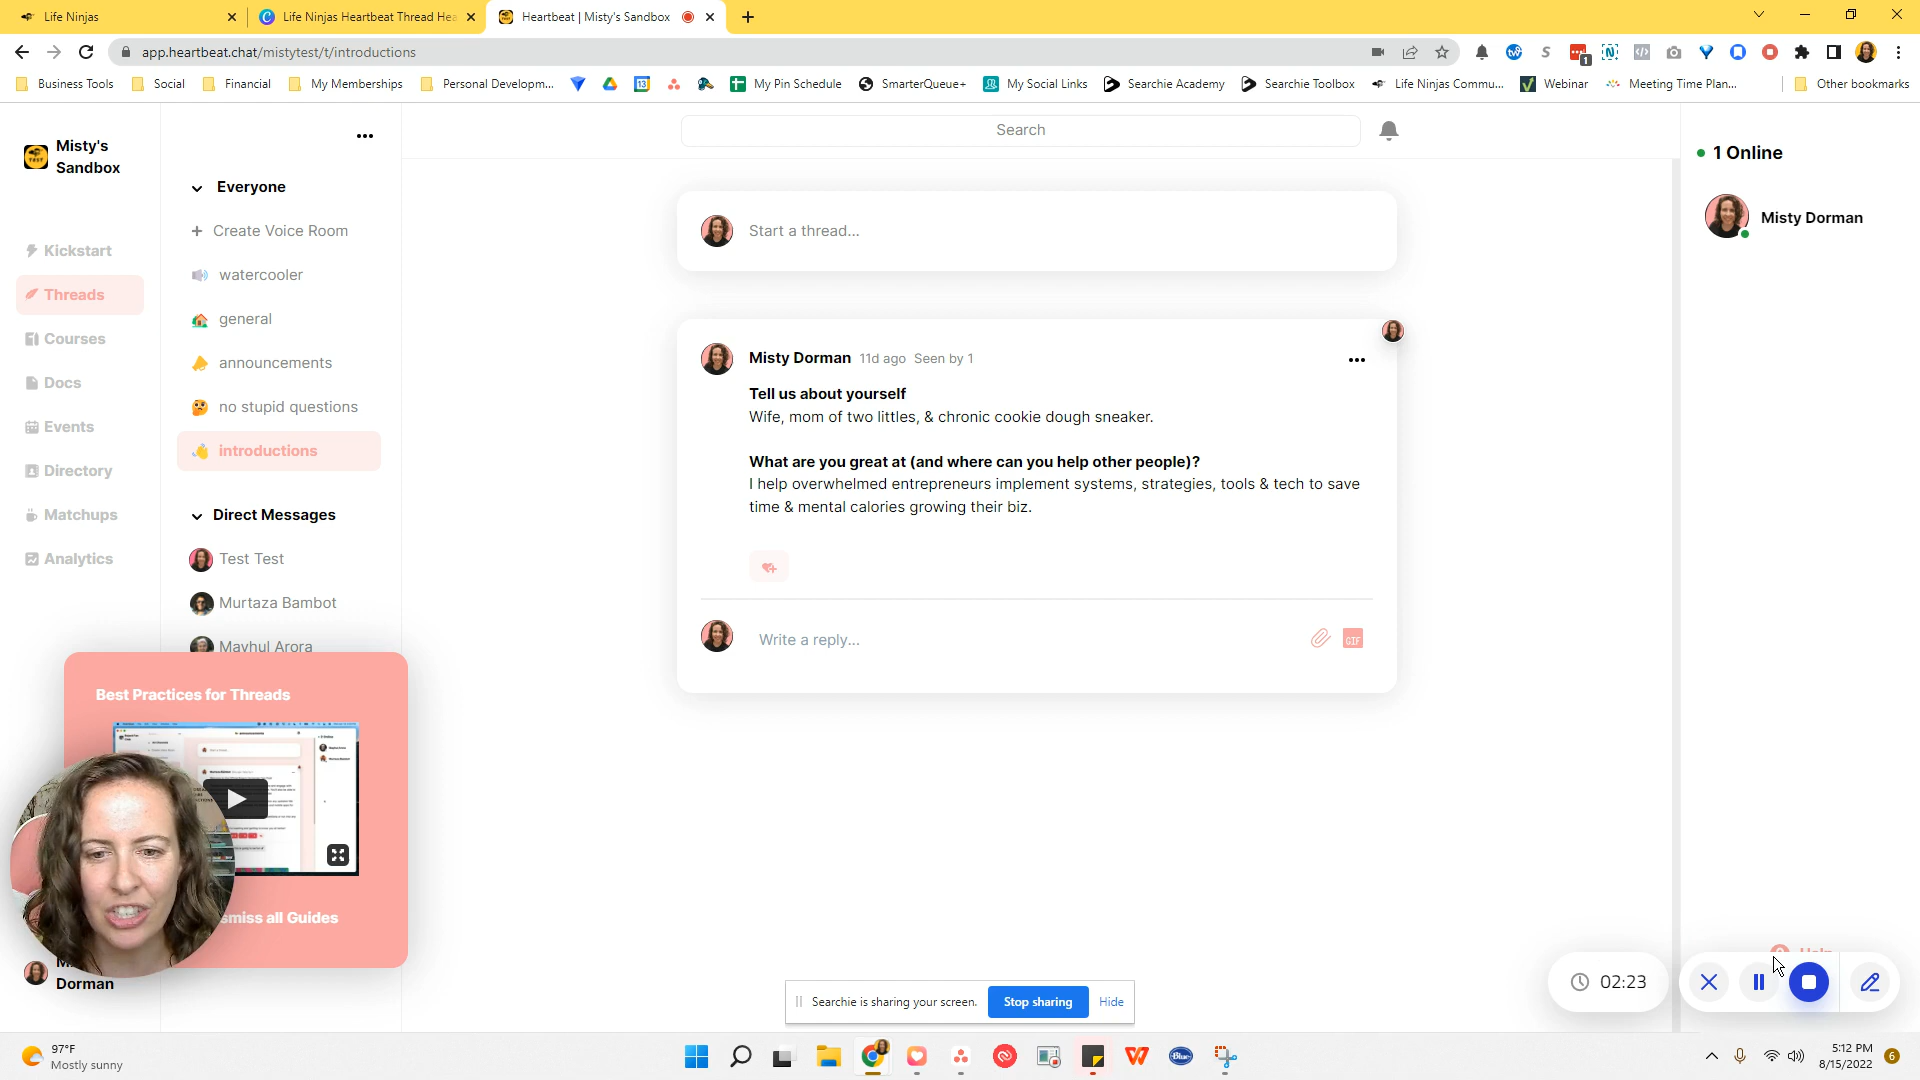 Life Ninjas
Life Ninjas Heartbeat Thread Hea
Heartbeat | Misty's Sandbox
app.heartbeat.chat/mistytest/t/introductions
1
Business Tools
Social
Financial
My Memberships
Personal Developm...
My Pin Schedule
SmarterQueue+
My Social Links
Searchie Academy
Searchie Toolbox
Life Ninjas Commu...
Webinar
Meeting Time Plan...
Other bookmarks
Misty's
Sandbox
Kickstart
Threads
Courses
Docs
Events
Directory
Matchups
Analytics
Everyone
Create Voice Room
watercooler
general
announcements
no stupid questions
introductions
Direct Messages
Test Test
Murtaza Bambot
Mayhul Arora
Best Practices for Threads
smiss all Guides
Dorman
Search
Start a thread...
Misty Dorman 11d ago Seen by 1
Tell us about yourself
Wife, mom of two littles, & chronic cookie dough sneaker.
What are you great at (and where can you help other people)?
I help overwhelmed entrepreneurs implement systems, strategies, tools & tech to save
time & mental calories growing their biz.
Write a reply...
GIF
1 Online
Misty Dorman
02:23
Searchie is sharing your screen.
Stop sharing
Hide
97°F
Mostly sunny
5:12 PM
8/15/2022
6